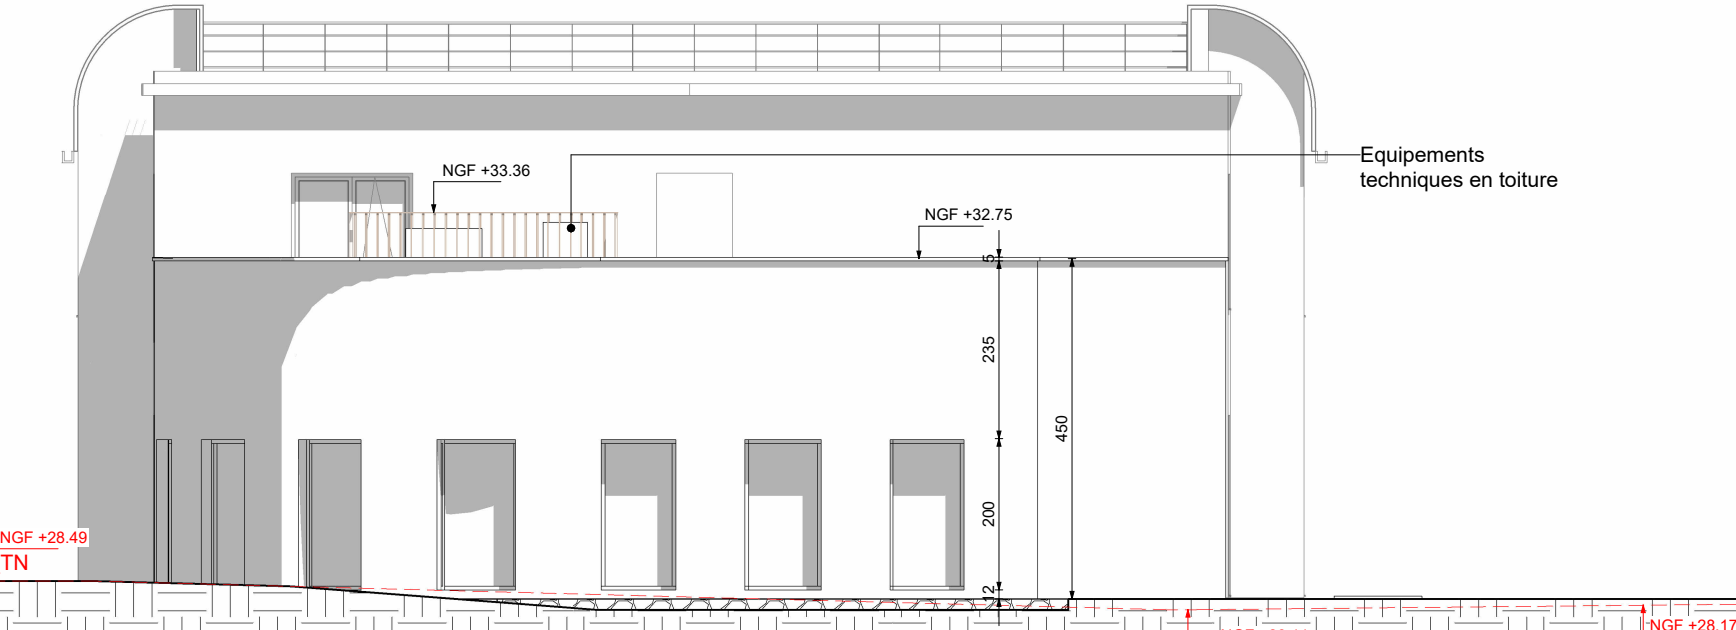 NGF +33.36
Equipements
techniques en toiture
NGF +32.75
5
235
450
200
NGF +28.49
TN
12
NGF +28.17